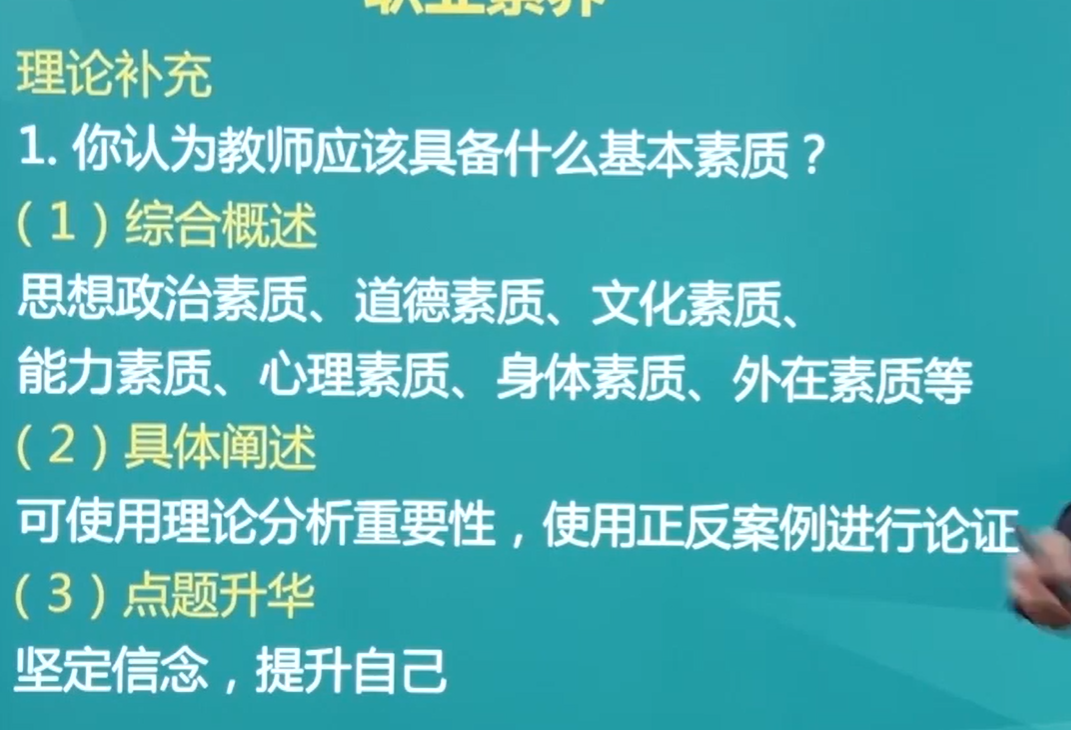 职业素养
理论补充
1. 你认为教师应该具备什么基本素质？
（1）综合概述
思想政治素质、道德素质、文化素质、
能力素质、心理素质、身体素质、外在素质等
（2）具体阐述
可使用理论分析重要性，使用正反案例进行论证
（3）点题升华
坚定信念，提升自己